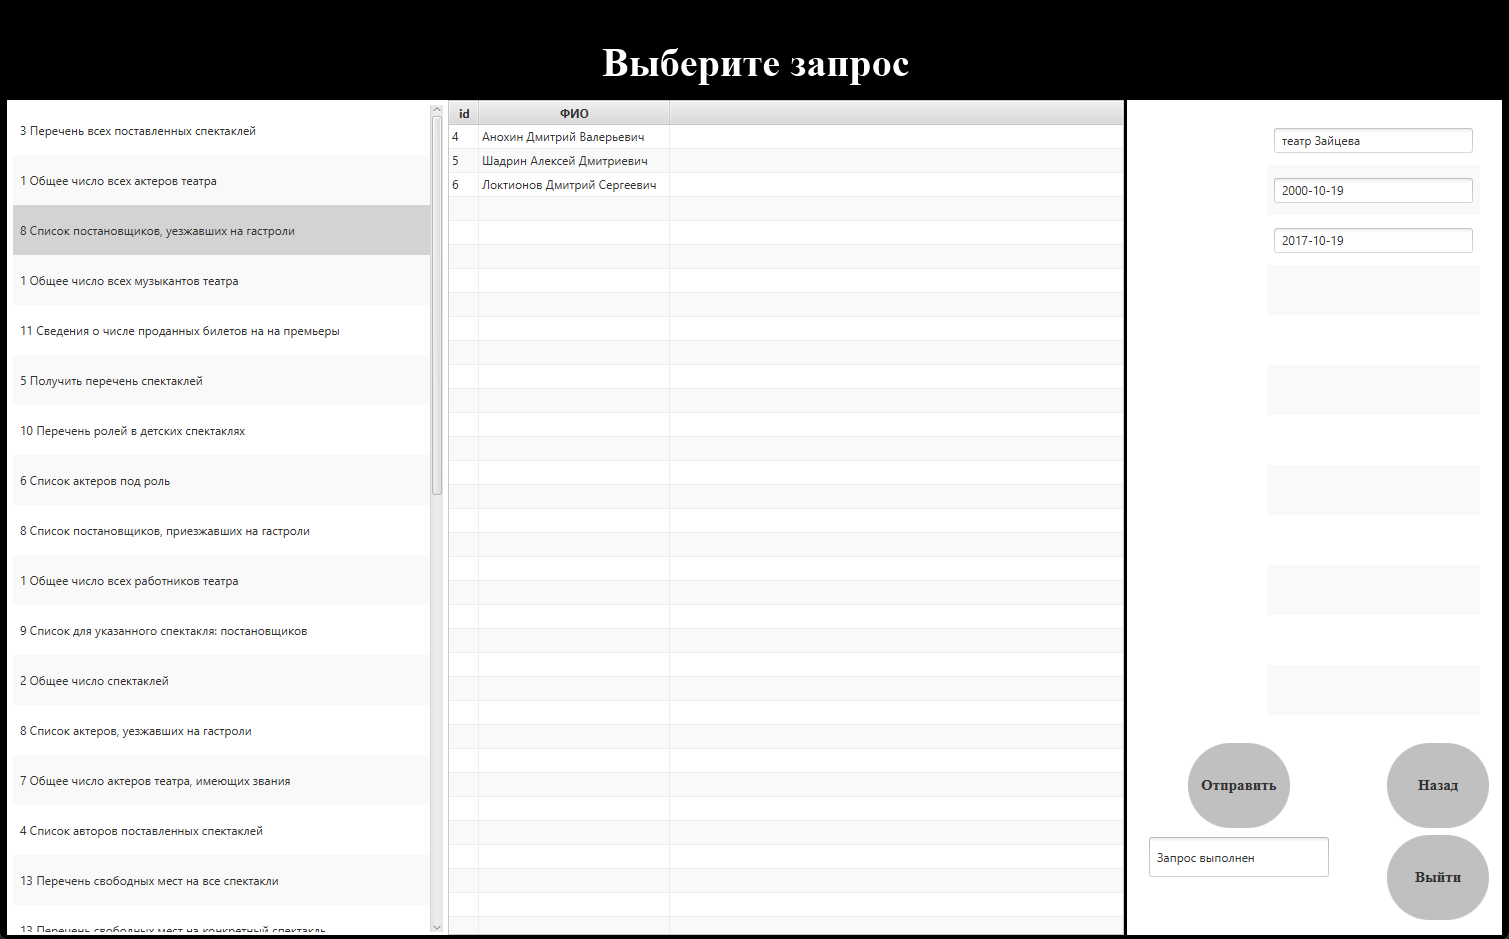 Выберите запрос
3 Перечень всех поставленных спектаклей
1 Общее число всех актеров театра
8 Список постановщиков, уезжавших на гастроли
1 Общее число всех музыкантов театра
11 Сведения о числе проданных билетов на на премьеры
5 Получить перечень спектаклей
10 Перечень ролей в детских спектаклях
6 Список актеров под роль
8 Список постановщиков, приезжавших на гастроли
1 Общее число всех работников театра
9 Список для указанного спектакля: постановщиков
2 Общее число спектаклей
8 Список актеров, уезжавших на гастроли
7 Общее число актеров театра, имеющих звания
4 Список авторов поставленных спектаклей
13 Перечень свободных мест на все спектакли
13 Перечень свободных мест на конкретный спектакль
id ФИО
4 Анохин Дмитрий Валерьевич
5 Шадрин Алексей Дмитриевич
6 Локтионов Дмитрий Сергеевич
театр Зайцева
2000-10-19
2017-10-19
Отправить
Назад
Запрос выполнен
Выйти